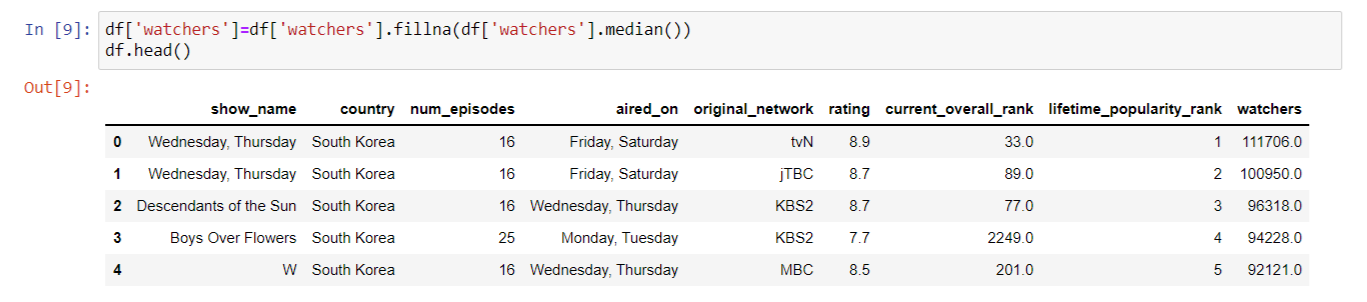 In [9]: df['watchers']=df['watchers'].fillna(df['watchers'].median())
df.head()
Out[9]:
show_name country num_episodes aired_on original_network rating current_overall_rank lifetime_popularity_rank watchers
0 Wednesday, Thursday South Korea 16 Friday, Saturday tvN 8.9 33.0 1 111706.0
1 Wednesday, Thursday South Korea 16 Friday, Saturday jTBC 8.7 89.0 2 100950.0
2 Descendants of the Sun South Korea 16 Wednesday, Thursday KBS2 8.7 77.0 3 96318.0
3 Boys Over Flowers South Korea 25 Monday, Tuesday KBS2 7.7 2249.0 4 94228.0
4 W South Korea 16 Wednesday, Thursday MBC 8.5 201.0 5 92121.0